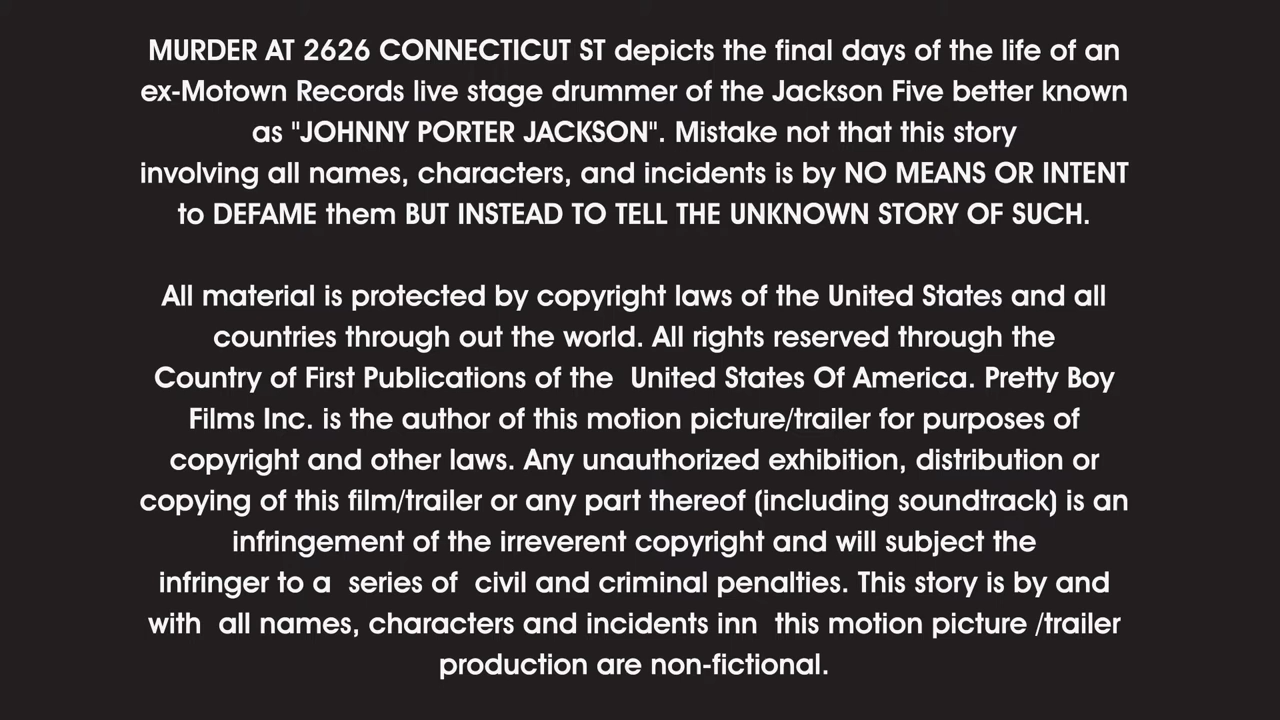 MURDER AT 2626 CONNECTICUT ST depicts the final days of the life of an
ex-Motown Records live stage drummer of the Jackson Five better known
as "JOHNNY PORTER JACKSON". Mistake not that this story
involving all names, characters, and incidents is by NO MEANS OR INTENT
to DEFAME them BUT INSTEAD TO TELL THE UNKNOWN STORY OF SUCH.
All material is protected by copyright laws of the United States and all
countries through out the world. All rights reserved through the
Country of First Publications of the  United States Of America. Pretty Boy
Films Inc. is the author of this motion picture/trailer for purposes of
copyright and other laws. Any unauthorized exhibition, distribution or
copying of this film/trailer or any part thereof (including soundtrack) is an
infringement of the irreverent copyright and will subject the
infringer to a  series of  civil and criminal penalties. This story is by and
with  all names, characters and incidents inn  this motion picture /trailer
production are non-fictional.